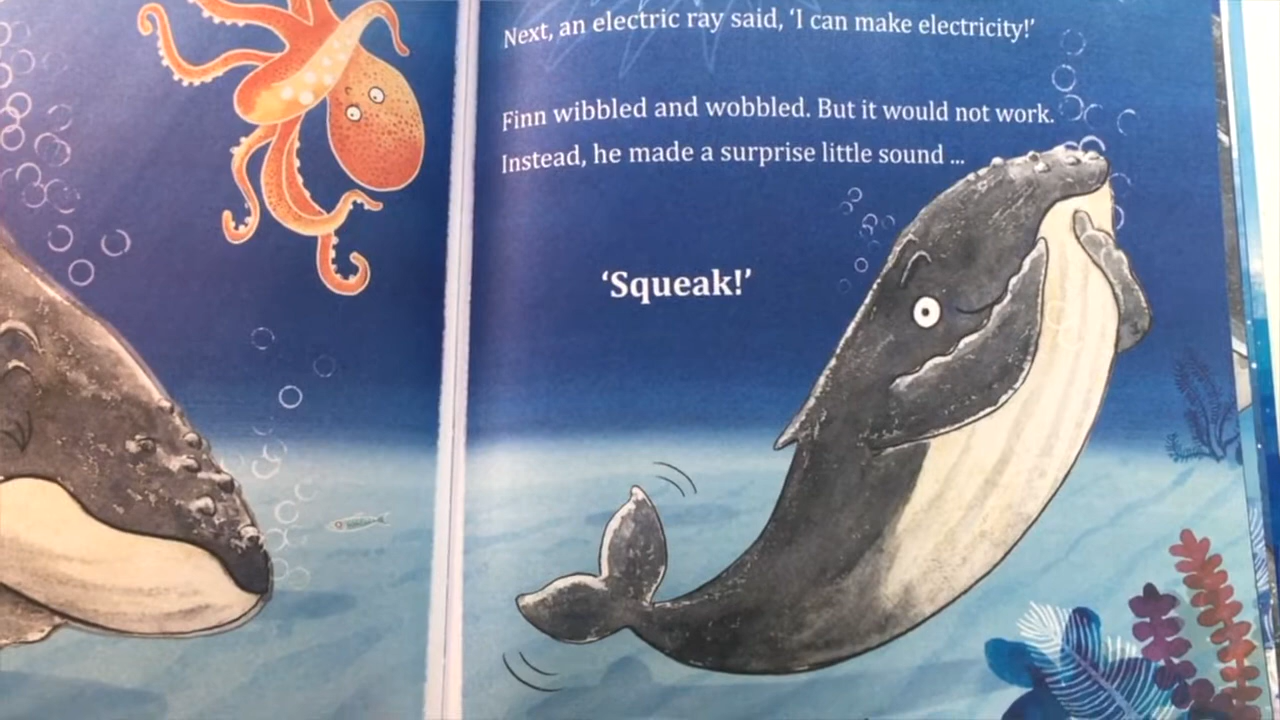 Next, an electric ray said, ‘I can make electricity!’
Finn wibbled and wobbled. But it would not work.
Instead, he made a surprise little sound ...
‘Squeak!’